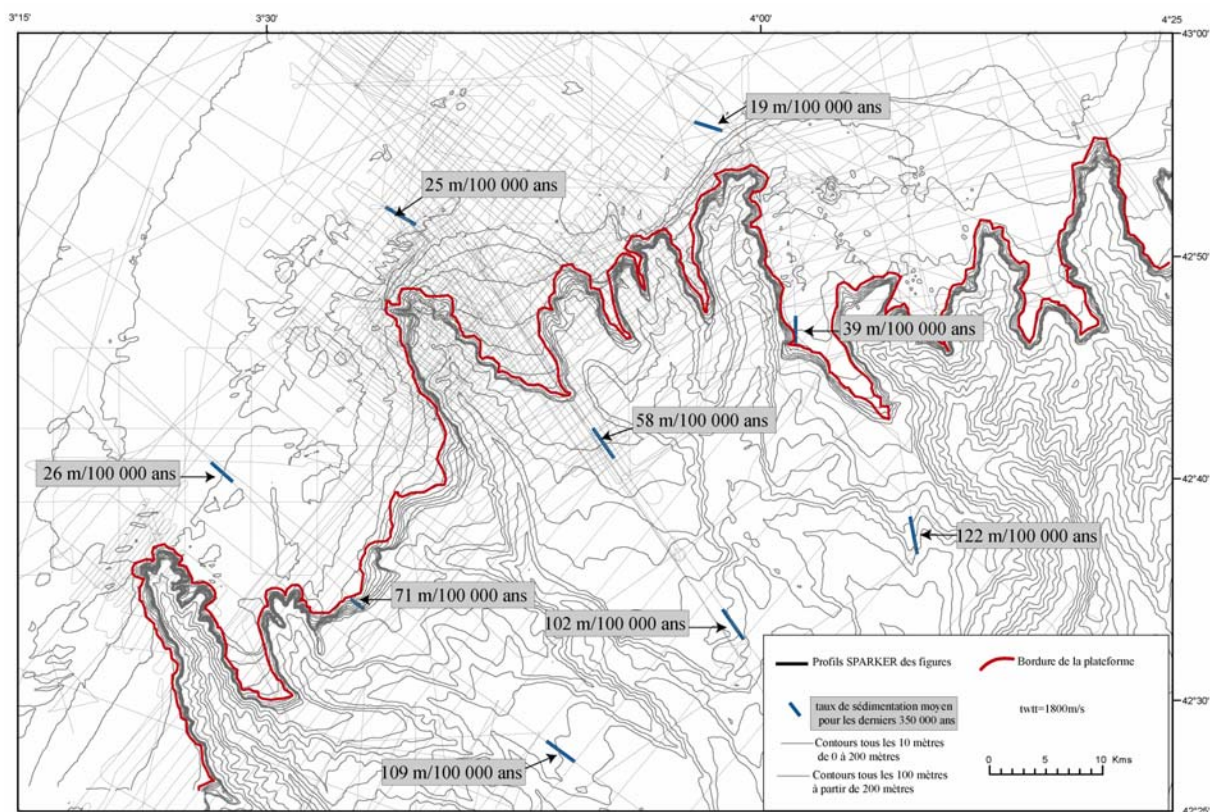 3°15'
3°30'
4°00'
4°25'
43°00'
19 m/100 000 ans
25 m/100 000 ans
42°50'
39 m/100 000 ans
58 m/100 000 ans
26 m/100 000 ans
42°40'
122 m/100 000 ans
71 m/100 000 ans
102 m/100 000 ans
Profils SPARKER des figures
Bordure de la plateforme
42°30'
taux de sédimentation moyen
pour les derniers 350 000 ans
twtt=1800m/s
Contours tous les 10 mètres
de 0 à 200 mètres
0 5 10 Kms
Contours tous les 100 mètres
à partir de 200 mètres
109 m/100 000 ans
42°25'